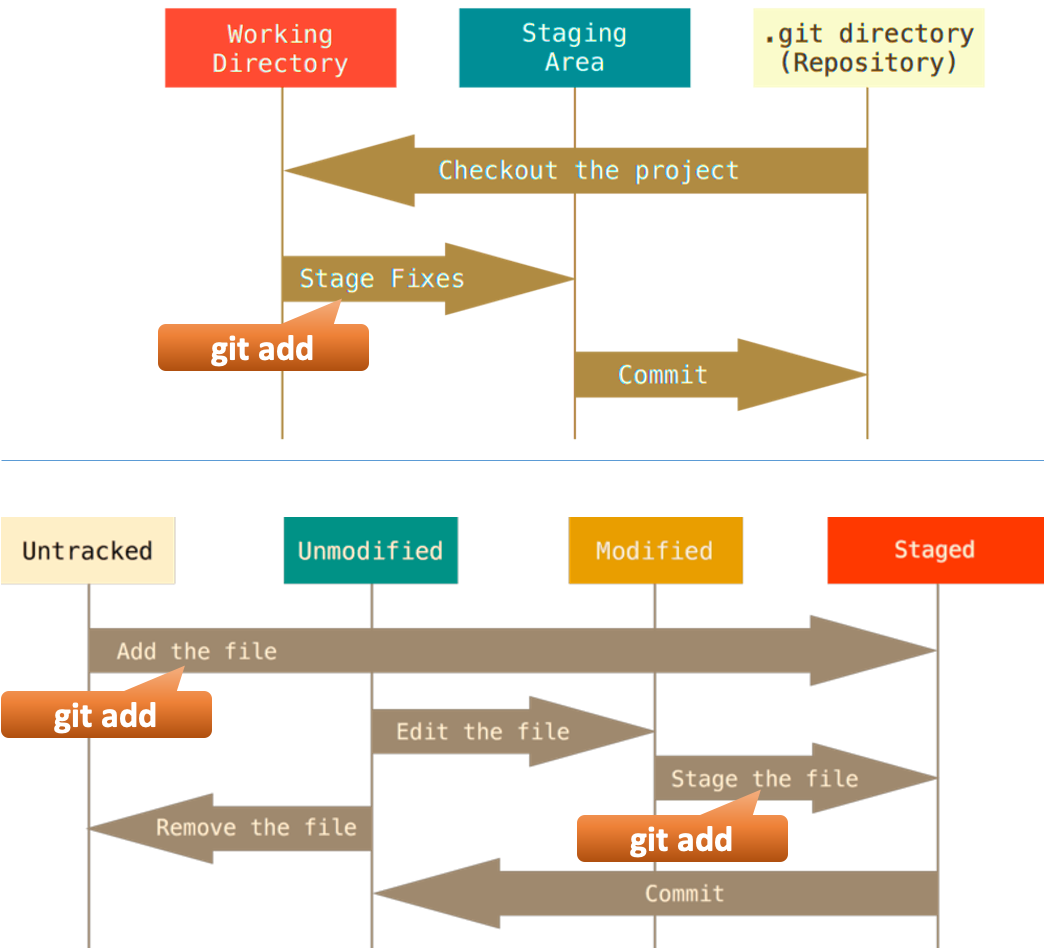 Working
Directory
Staging
Area
.git directory
(Repository)
Checkout the project
Stage Fixes
git add
Commit
Untracked
Unmodified
Modified
Staged
Add the file
git add
Edit the file
Stage the file
Remove the file
git add
Commit